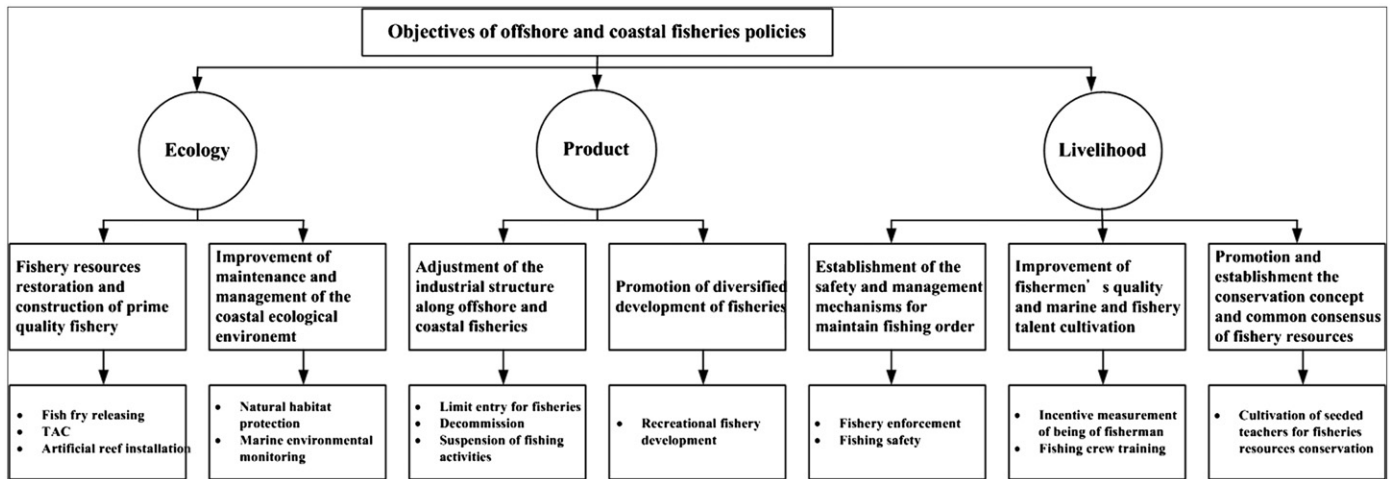 Objectives of offshore and coastal fisheries policies
Ecology
Product
Livelihood
Fishery resources
restoration and
construction of prime
quality fishery
Improvement of
maintenance and
management of the
coastal ecological
environemt
Adjustment of the
industrial structure
along offshore and
coastal fisheries
Promotion of diversified
development of fisheries
Establishment of the
safety and management
mechanisms for
maintain fishing order
Improvement of
fishermen’s quality
and marine and fishery
talent cultivation
Promotion and
establishment the
conservation concept
and common consensus
of fishery resources
• Fish fry releasing
• TAC
• Artificial reef installation
• Natural habitat
protection
• Marine environmental
monitoring
• Limit entry for fisheries
• Decommission
• Suspension of fishing
activities
• Recreational fishery
development
• Fishery enforcement
• Fishing safety
• Incentive measurement
of being of fisherman
• Fishing crew training
• Cultivation of seeded
teachers for fisheries
resources conservation